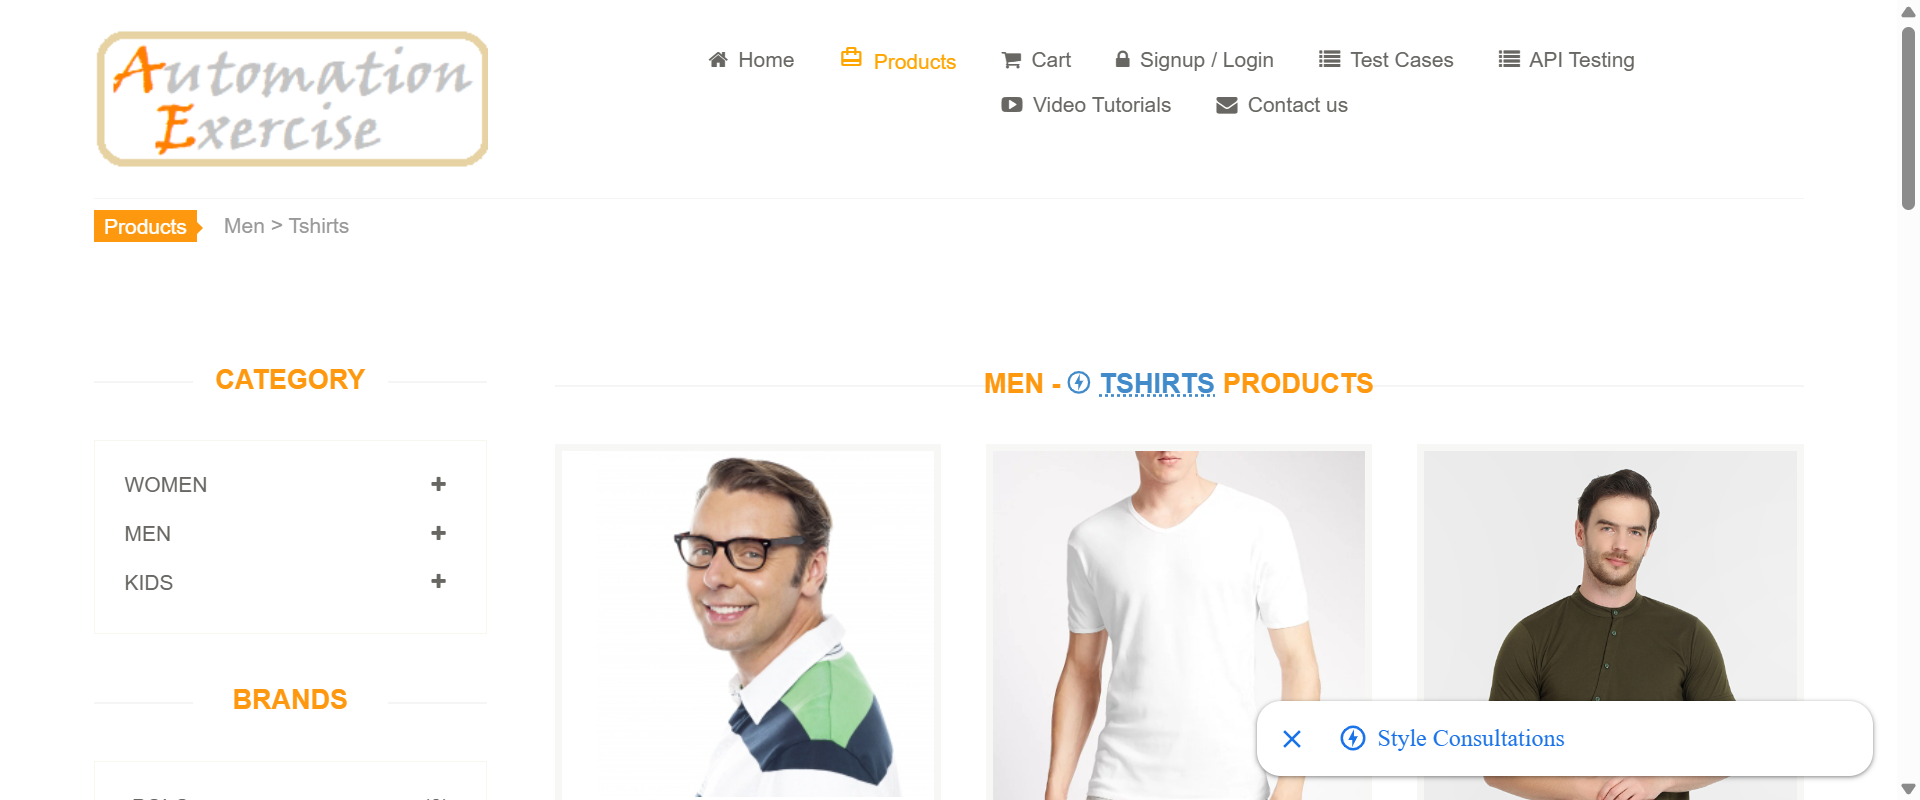 Automation
Exercise
Home
Products
Cart
Signup / Login
Test Cases
API Testing
Video Tutorials
Contact us
Products
Men > Tshirts
CATEGORY
WOMEN
MEN
KIDS
BRANDS
MEN - TSHIRTS PRODUCTS
Style Consultations